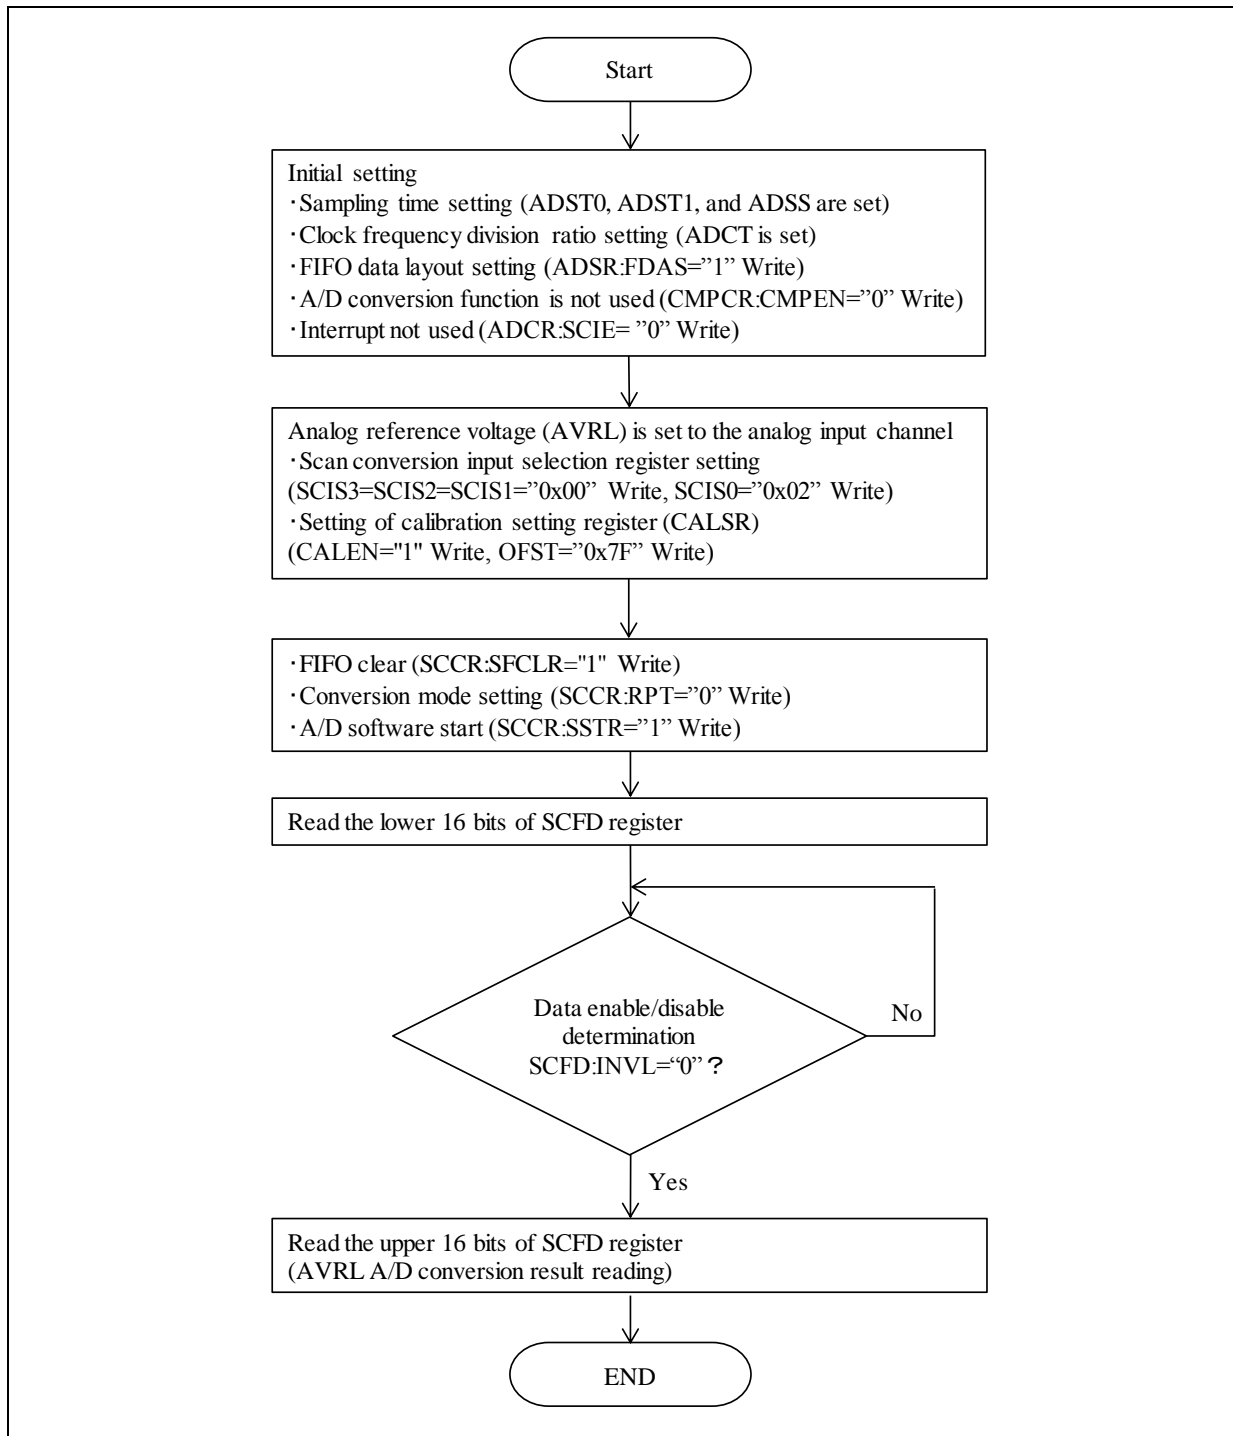 Start
Initial setting
・Sampling time setting (ADST0, ADST1, and ADSS are set)
・Clock frequency division ratio setting (ADCT is set)
・FIFO data layout setting (ADSR:FDAS=”1” Write)
・A/D conversion function is not used (CMPCR:CMPEN=”0” Write)
・Interrupt not used (ADCR:SCIE= ”0” Write)
Analog reference voltage (AVRL) is set to the analog input channel
・Scan conversion input selection register setting
(SCIS3=SCIS2=SCIS1=”0x00” Write, SCIS0=”0x02” Write)
・Setting of calibration setting register (CALSR)
(CALEN="1" Write, OFST=”0x7F” Write)
・FIFO clear (SCCR:SFCLR="1" Write)
・Conversion mode setting (SCCR:RPT=”0” Write)
・A/D software start (SCCR:SSTR=”1” Write)
Read the lower 16 bits of SCFD register
Data enable/disable
determination
SCFD:INVL=“0”？
No
Yes
Read the upper 16 bits of SCFD register
(AVRL A/D conversion result reading)
END